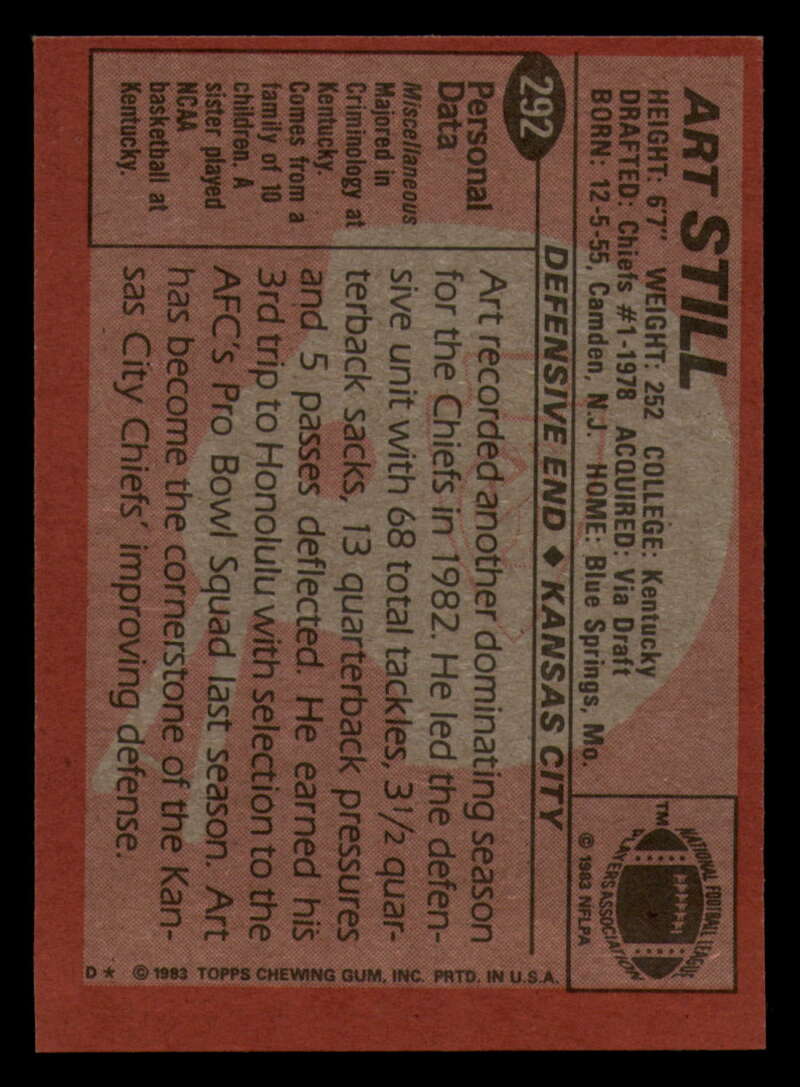 ART STILL
HEIGHT: 6'7" WEIGHT: 252 COLLEGE: Kentucky
DRAFTED: Chiefs #1-1978 ACQUIRED: Via Draft
BORN: 12-5-55, Camden, N.J. HOME: Blue Springs, Mo.
NATIONAL FOOTBALL LEAGUE
PLAYERS ASSOCIATION
TM
© 1983 NFLPA
292
DEFENSIVE END ♦ KANSAS CITY
Personal
Data
Miscellaneous
Majored in
Criminology at
Kentucky.
Comes from a
family of 10
children. A
sister played
NCAA
basketball at
Kentucky.
Art recorded another dominating season
for the Chiefs in 1982. He led the defen-
sive unit with 68 total tackles, 3½ quar-
terback sacks, 13 quarterback pressures
and 5 passes deflected. He earned his
3rd trip to Honolulu with selection to the
AFC's Pro Bowl Squad last season. Art
has become the cornerstone of the Kan-
sas City Chiefs' improving defense.
D ★ © 1983 TOPPS CHEWING GUM, INC. PRTD. IN U.S.A.